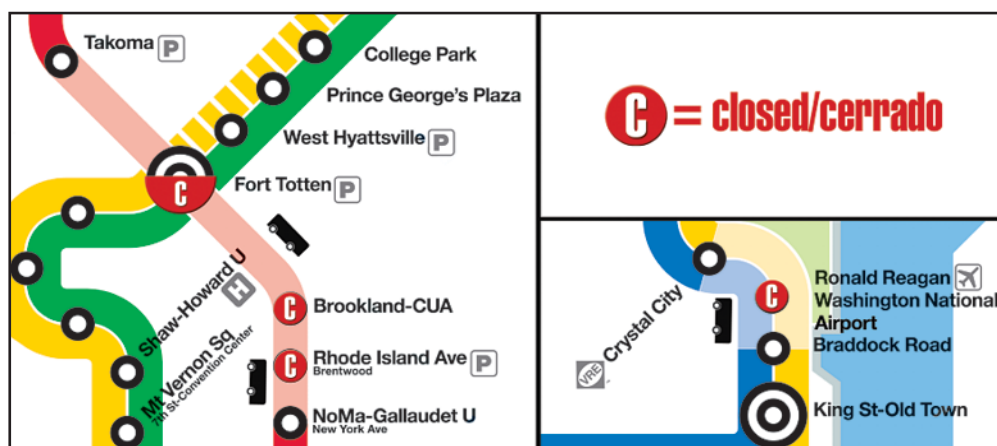 Takoma P
College Park
Prince George's Plaza
West Hyattsville P
C
Fort Totten P
Shaw-Howard U
H
C Brookland-CUA
Mt Vernon Sq
7th St-Convention Center
C Rhode Island Ave P
Brentwood
NoMa-Gallaudet U
New York Ave
C = closed/cerrado
Crystal City
VRE
C
Ronald Reagan
Washington National
Airport
Braddock Road
King St-Old Town